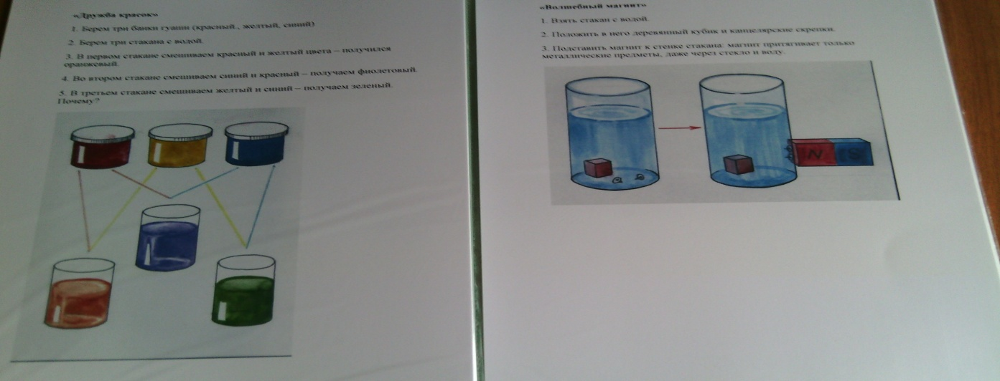 «Дружба красок»
1. Берем три банки гуаши (красный , желтый, синий)
2. Берем три стакана с водой.
3. В первом стакане смешиваем красный и желтый цвета – получился
оранжевый.
4. Во втором стакане смешиваем синий и красный – получаем фиолетовый.
5. В третьем стакане смешиваем желтый и синий – получаем зеленый.
Почему?
«Волшебный магнит»
1. Взять стакан с водой.
2. Положить в него деревянный кубик и канцелярские скрепки.
3. Подставить магнит к стенке стакана: магнит притягивает только
металлические предметы, даже через стекло и воду.
N S